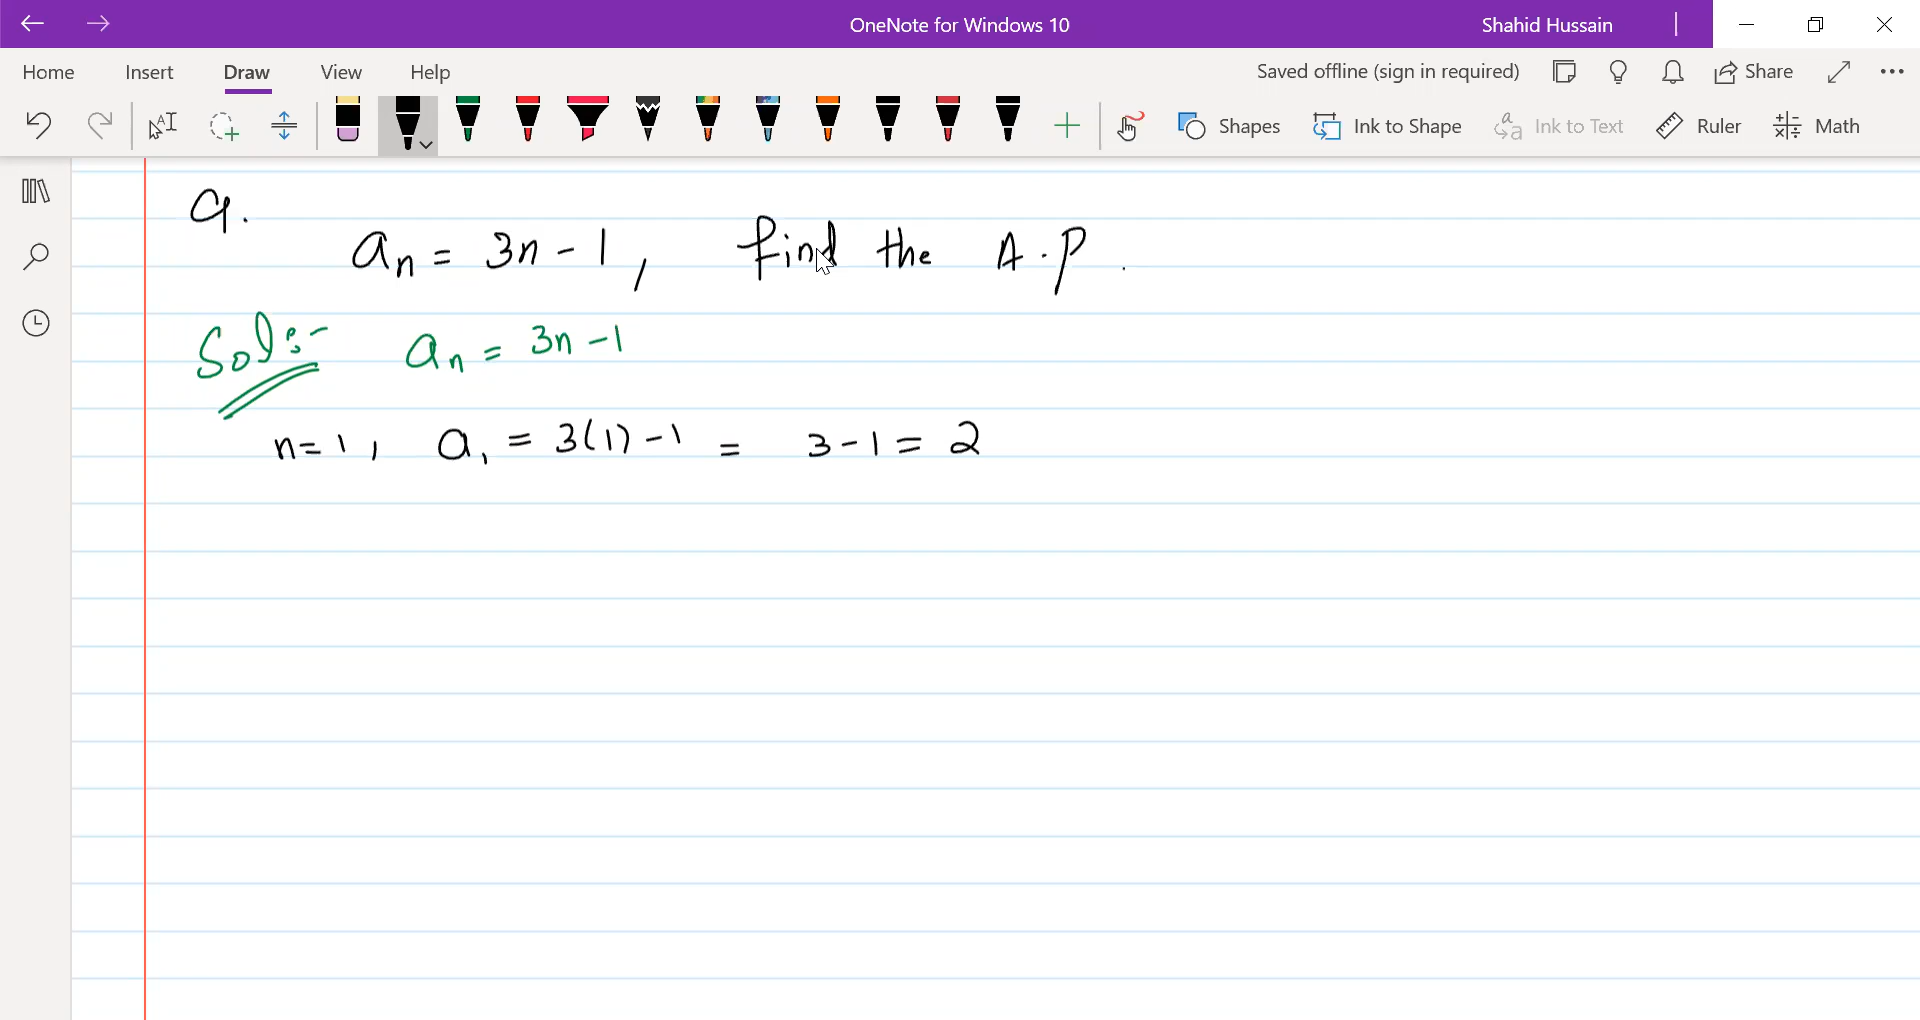 OneNote for Windows 10 Shahid Hussain
Home Insert Draw View Help Saved offline (sign in required) Share
Shapes Ink to Shape Ink to Text Ruler Math
Q.
aₙ = 3n - 1, find the A.P.
Sol:-  aₙ = 3n - 1
n = 1, a₁ = 3(1) - 1 = 3 - 1 = 2